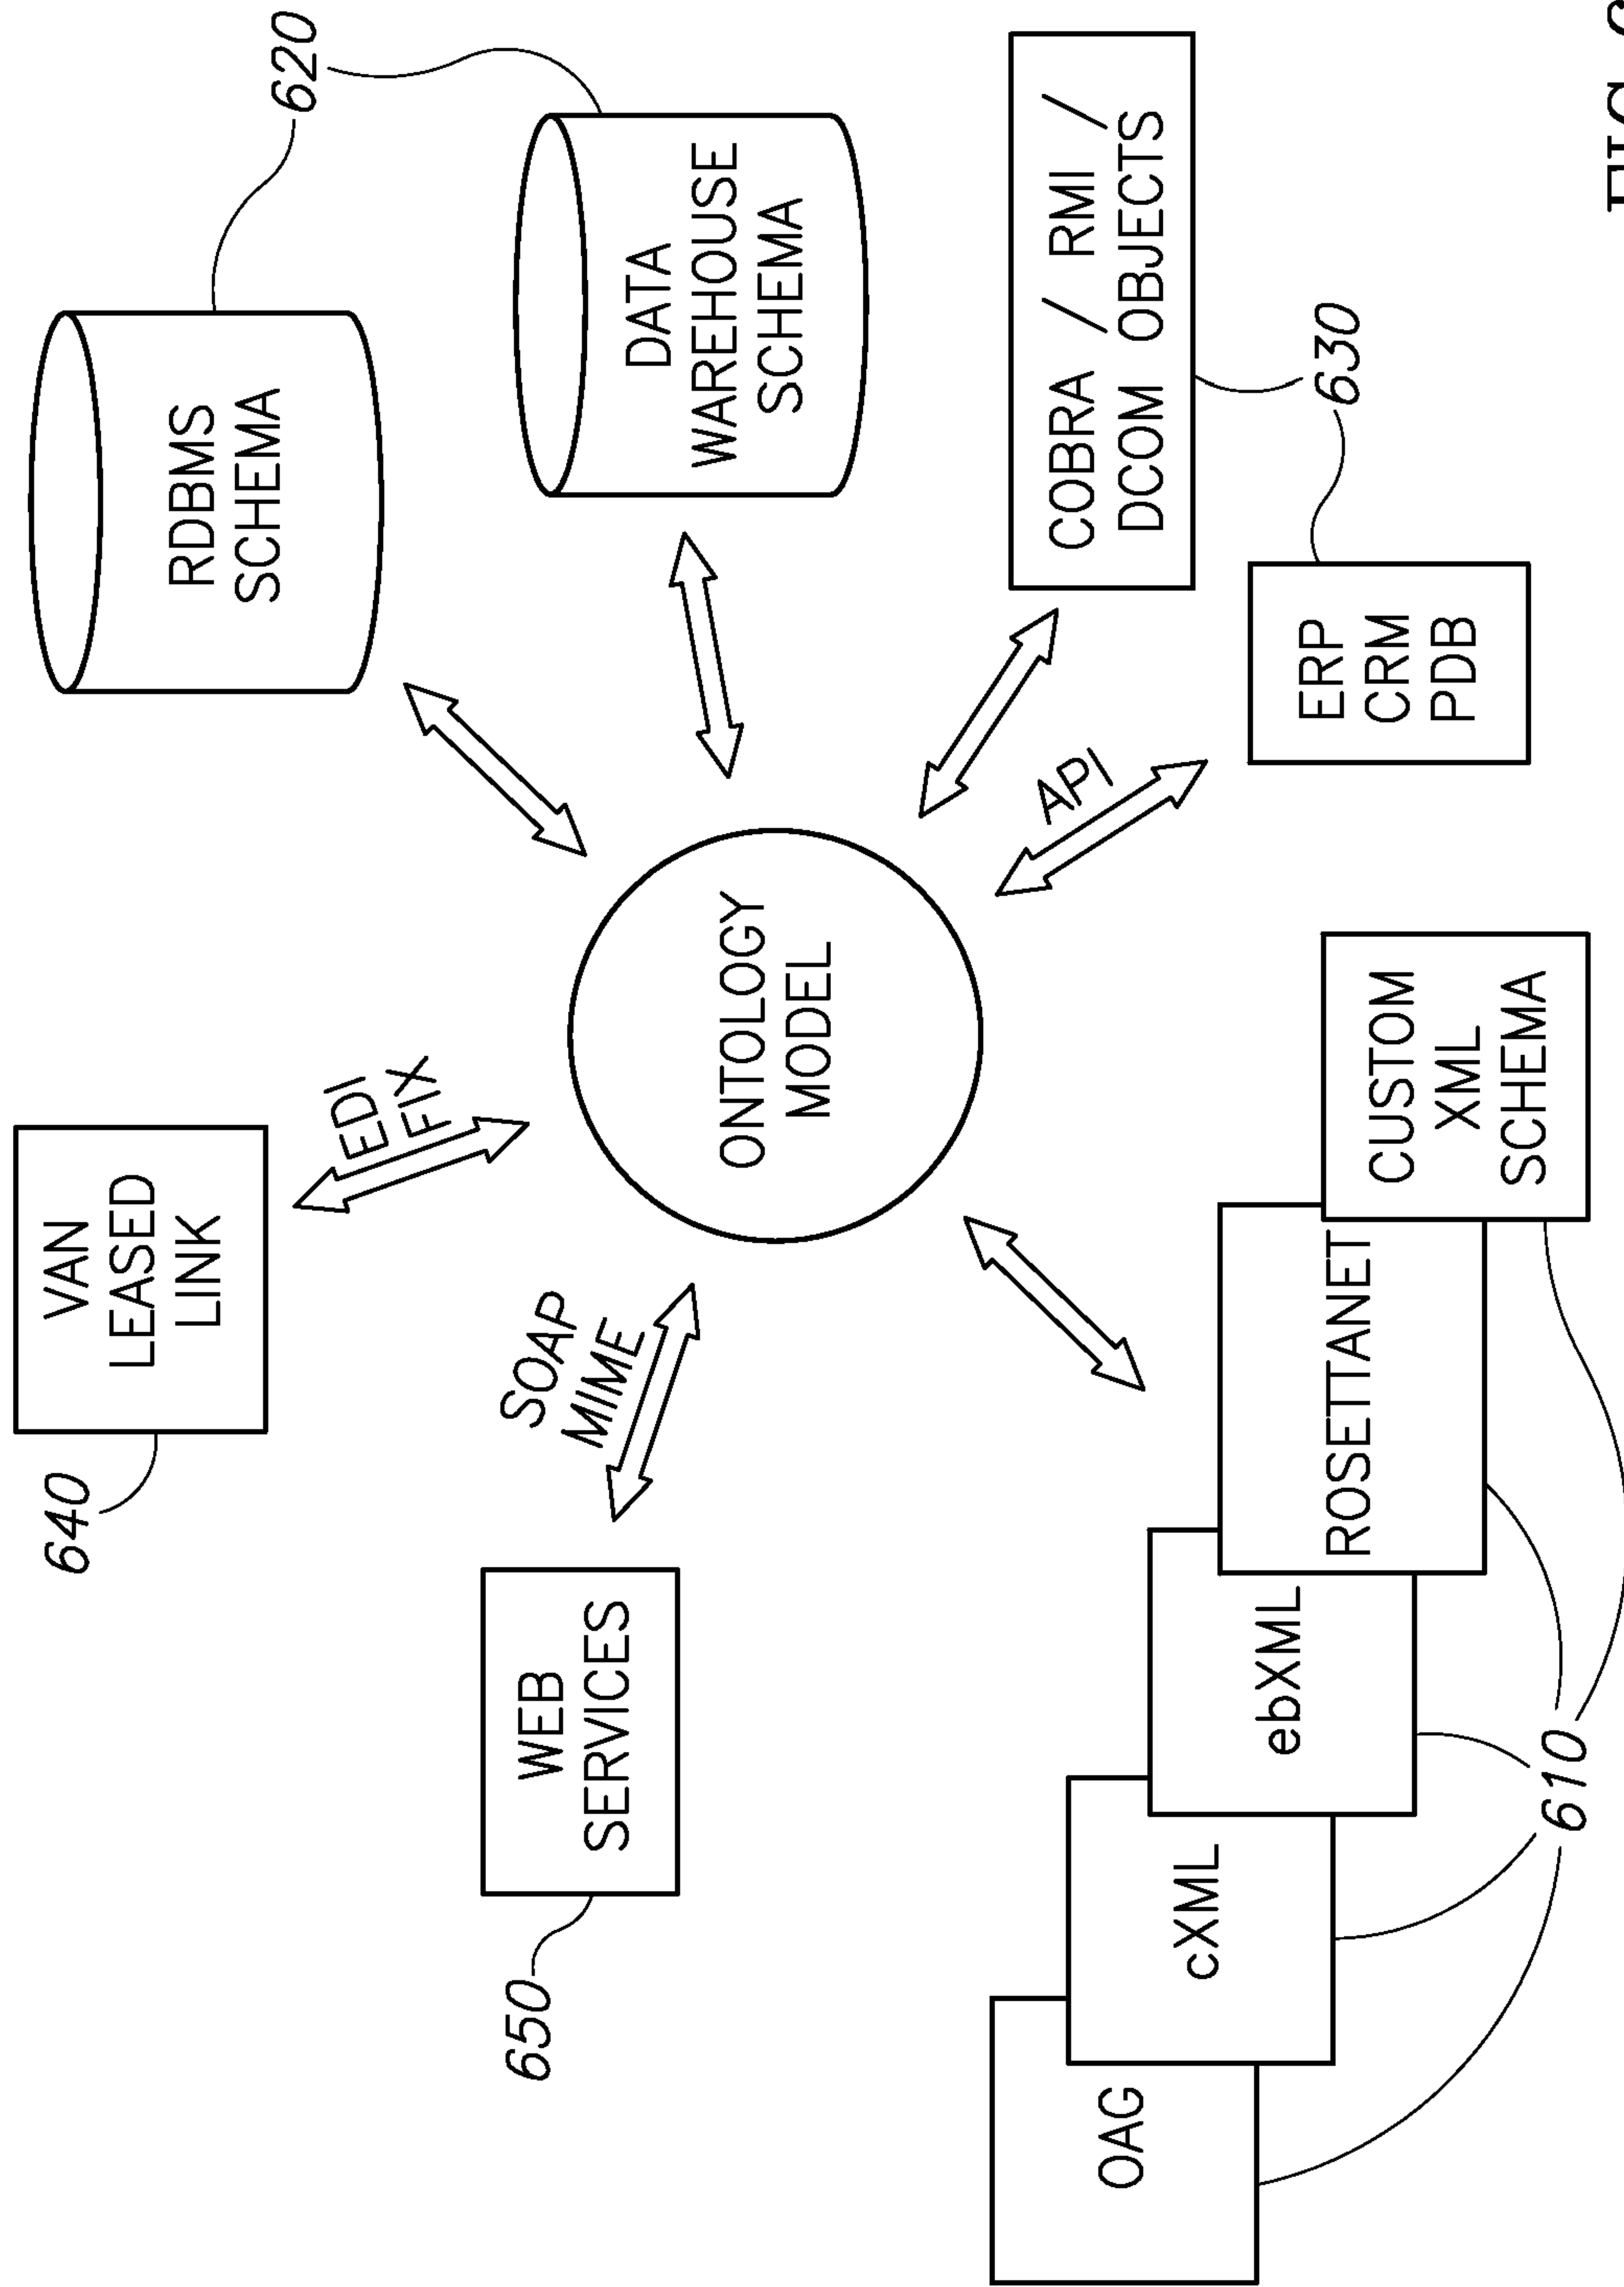 640
VAN
LEASED
LINK
RDBMS
SCHEMA
620
EDI
FIX
650
WEB
SERVICES
SOAP
MIME
DATA
WAREHOUSE
SCHEMA
ONTOLOGY
MODEL
COBRA / RMI /
DCOM OBJECTS
API
630
ERP
CRM
PDB
OAG
cXML
ebXML
ROSETTANET
CUSTOM
XML
SCHEMA
610
FIG.